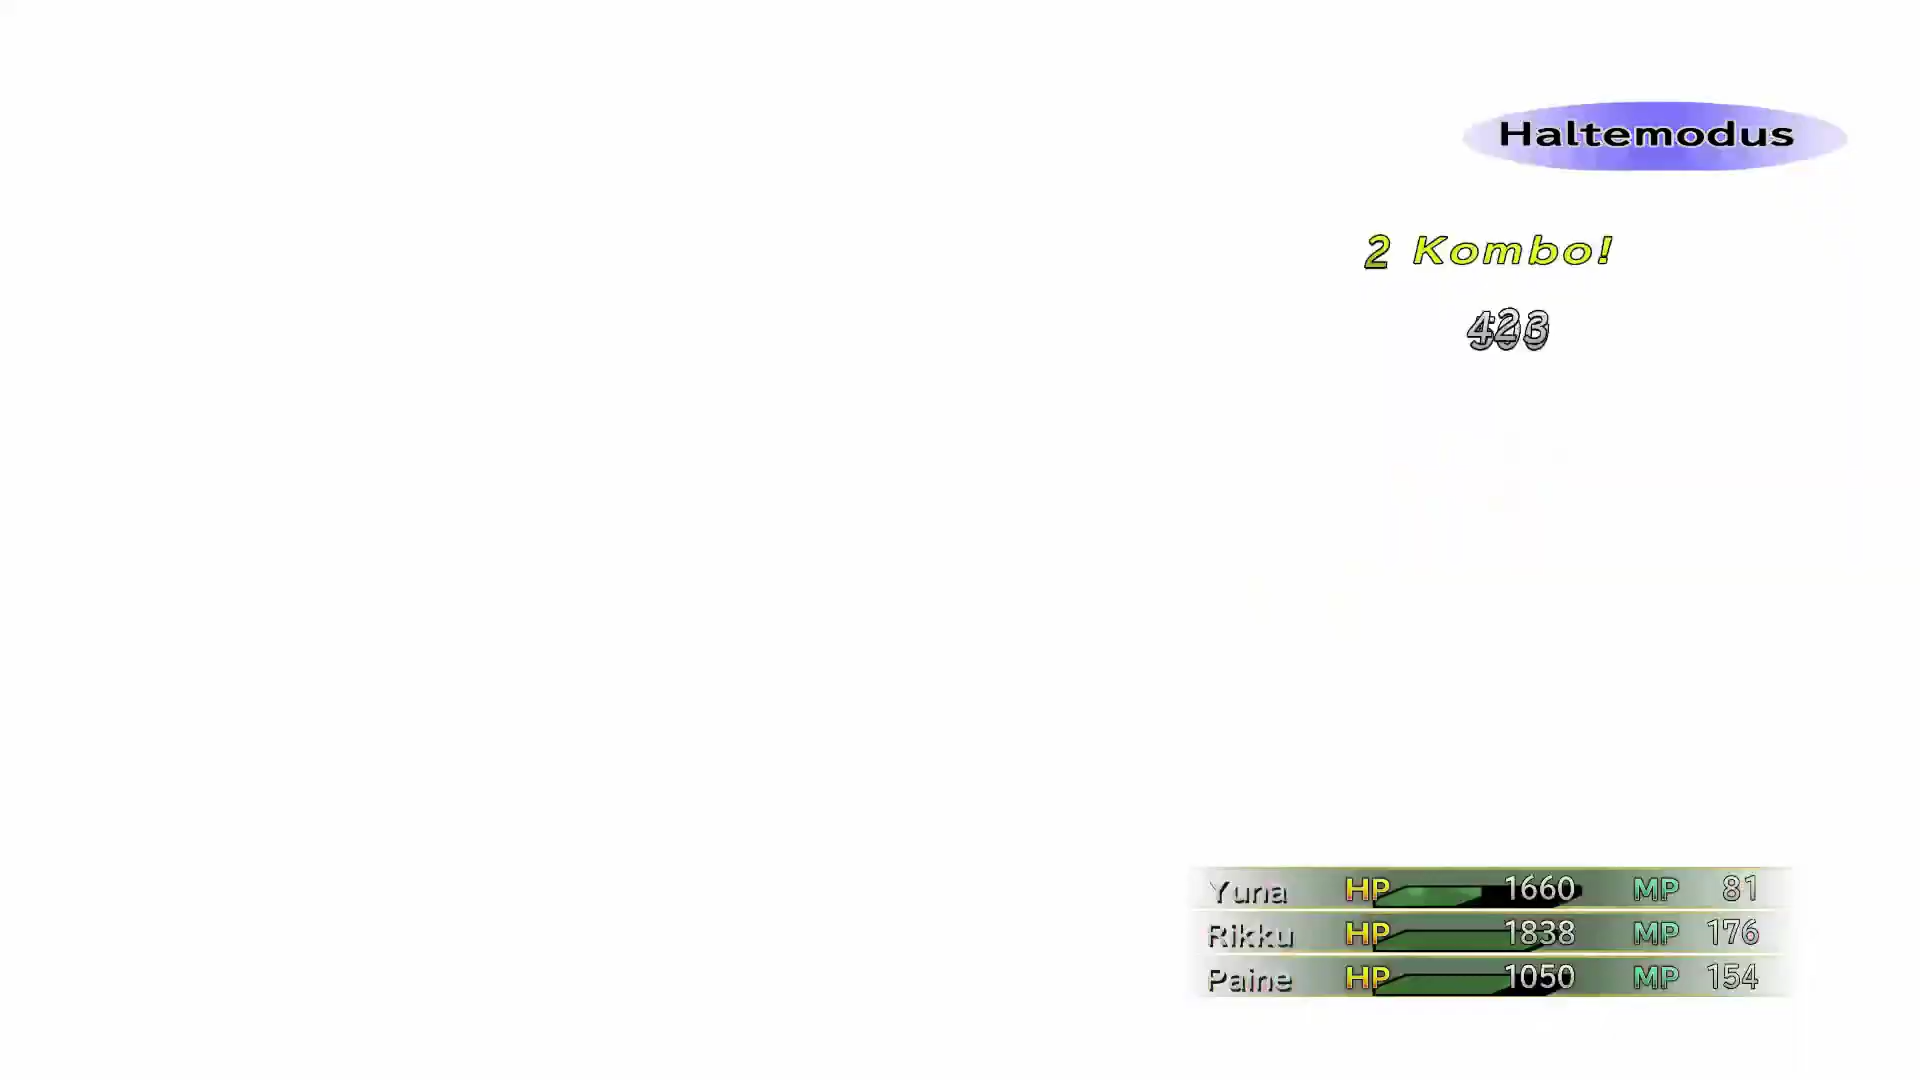 Haltemodus
2 Kombo!
Yuna HP 1660 MP 81
Rikku HP 1838 MP 176
Paine HP 1050 MP 154